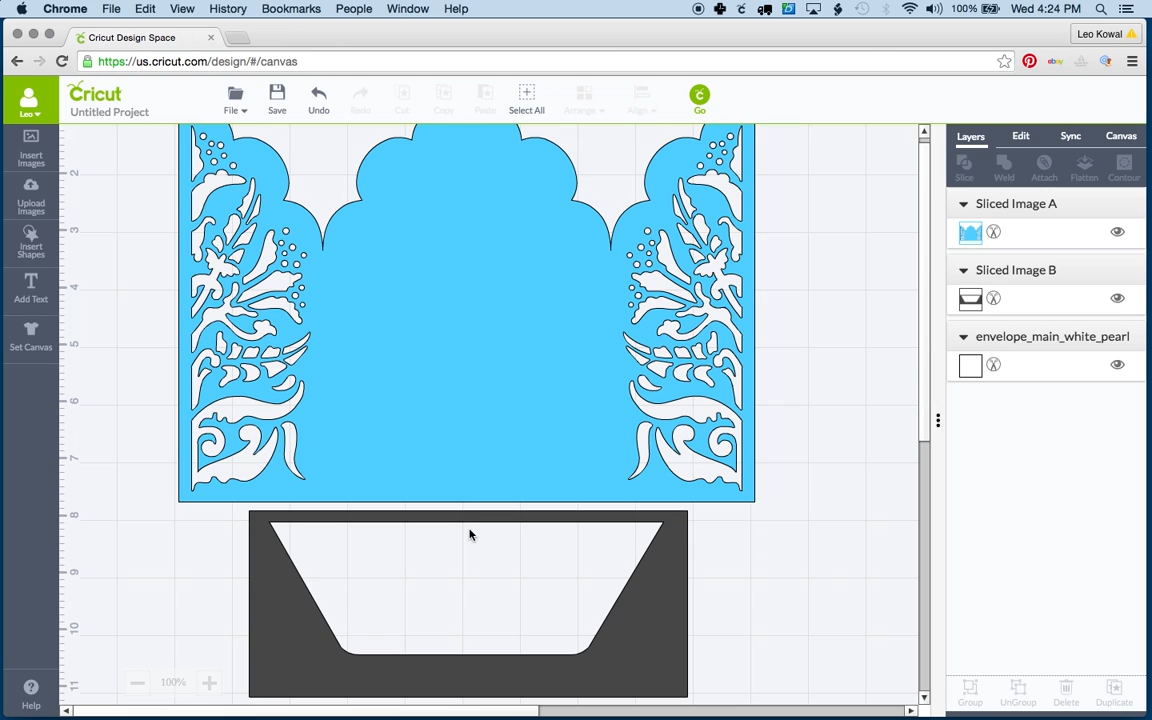 Chrome File Edit View History Bookmarks People Window Help 100% Wed 4:24 PM
Cricut Design Space Leo Kowal
https://us.cricut.com/design/#/canvas
Leo
Cricut
Untitled Project
File Save Undo Redo Cut Copy Paste Select All Arrange Align Go
Insert Images
Upload Images
Insert Shapes
Add Text
Set Canvas
Help
2
3
4
5
6
7
8
9
10
11
100%
Layers Edit Sync Canvas
Slice Weld Attach Flatten Contour
Sliced Image A
Sliced Image B
envelope_main_white_pearl
Group UnGroup Delete Duplicate